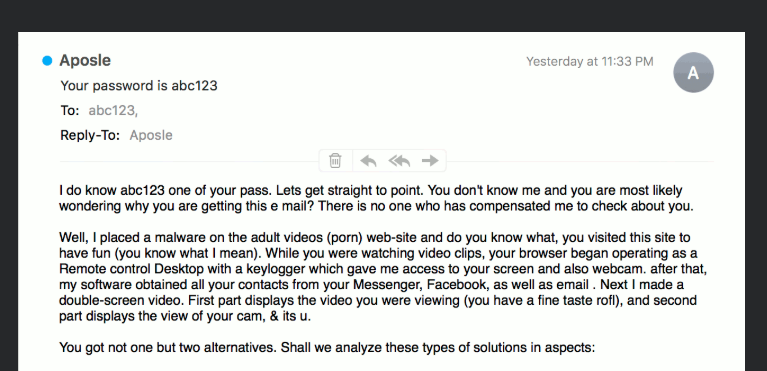 Aposle
Yesterday at 11:33 PM
A
Your password is abc123
To: abc123,
Reply-To: Aposle
I do know abc123 one of your pass. Lets get straight to point. You don't know me and you are most likely
wondering why you are getting this e mail? There is no one who has compensated me to check about you.
Well, I placed a malware on the adult videos (porn) web-site and do you know what, you visited this site to
have fun (you know what I mean). While you were watching video clips, your browser began operating as a
Remote control Desktop with a keylogger which gave me access to your screen and also webcam. after that,
my software obtained all your contacts from your Messenger, Facebook, as well as email . Next I made a
double-screen video. First part displays the video you were viewing (you have a fine taste rofl), and second
part displays the view of your cam, & its u.
You got not one but two alternatives. Shall we analyze these types of solutions in aspects: